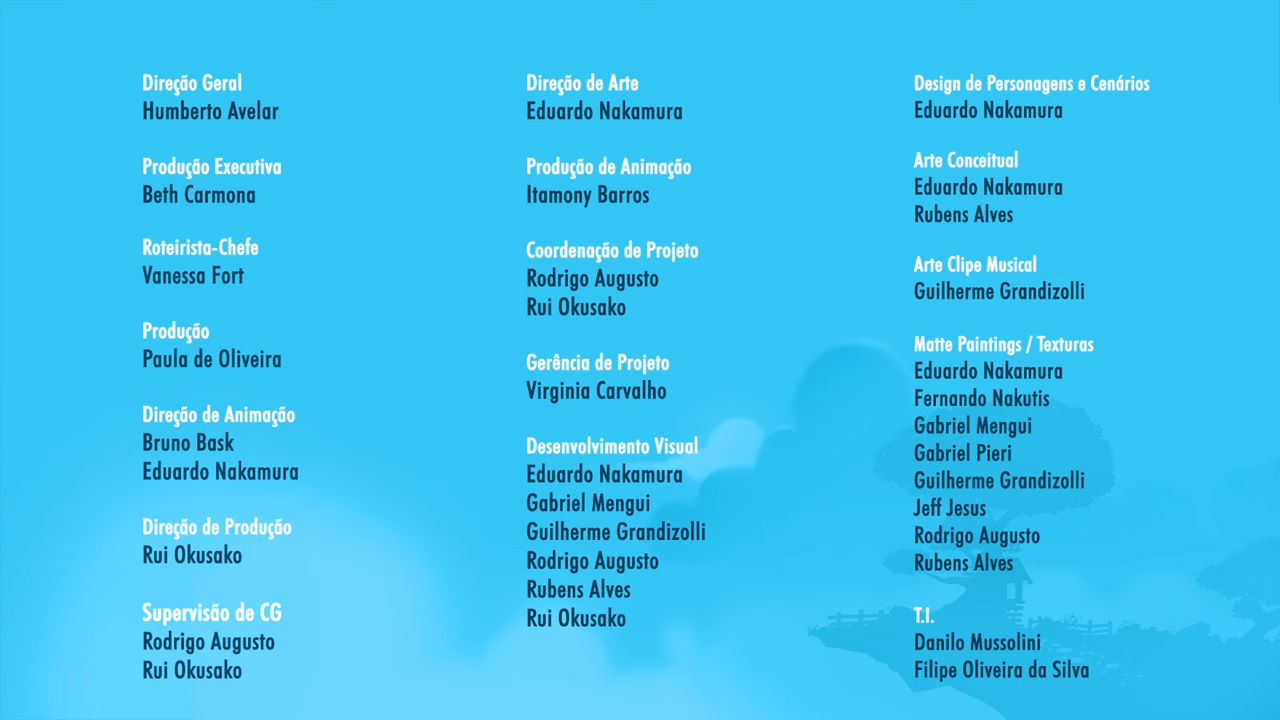 Direção Geral
Humberto Avelar
Produção Executiva
Beth Carmona
Roteirista-Chefe
Vanessa Fort
Produção
Paula de Oliveira
Direção de Animação
Bruno Bask
Eduardo Nakamura
Direção de Produção
Rui Okusako
Supervisão de CG
Rodrigo Augusto
Rui Okusako
Direção de Arte
Eduardo Nakamura
Produção de Animação
Itamony Barros
Coordenação de Projeto
Rodrigo Augusto
Rui Okusako
Gerência de Projeto
Virginia Carvalho
Desenvolvimento Visual
Eduardo Nakamura
Gabriel Mengui
Guilherme Grandizolli
Rodrigo Augusto
Rubens Alves
Rui Okusako
Design de Personagens e Cenários
Eduardo Nakamura
Arte Conceitual
Eduardo Nakamura
Rubens Alves
Arte Clipe Musical
Guilherme Grandizolli
Matte Paintings / Texturas
Eduardo Nakamura
Fernando Nakutis
Gabriel Mengui
Gabriel Pieri
Guilherme Grandizolli
Jeff Jesus
Rodrigo Augusto
Rubens Alves
T.I.
Danilo Mussolini
Filipe Oliveira da Silva